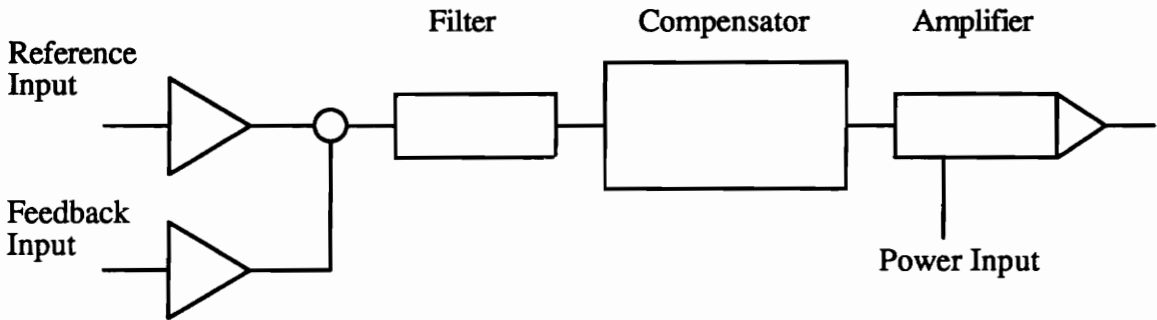 Filter
Compensator
Amplifier
Reference
Input
Feedback
Input
Power Input